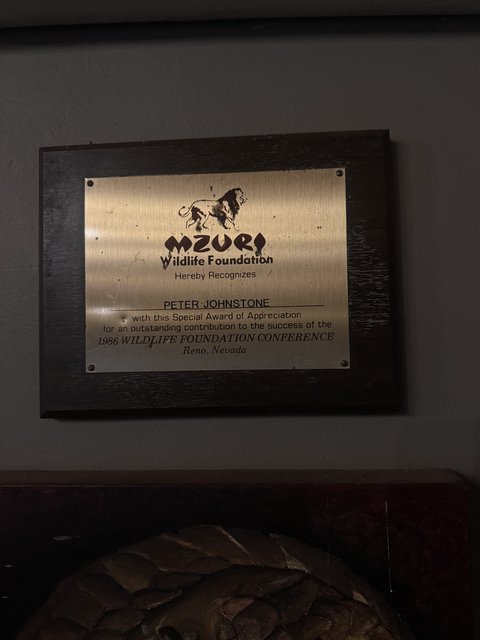 MZURI
Wildlife Foundation
Hereby Recognizes
PETER JOHNSTONE
with this Special Award of Appreciation
for an outstanding contribution to the success of the
1986 WILDLIFE FOUNDATION CONFERENCE
Reno, Nevada